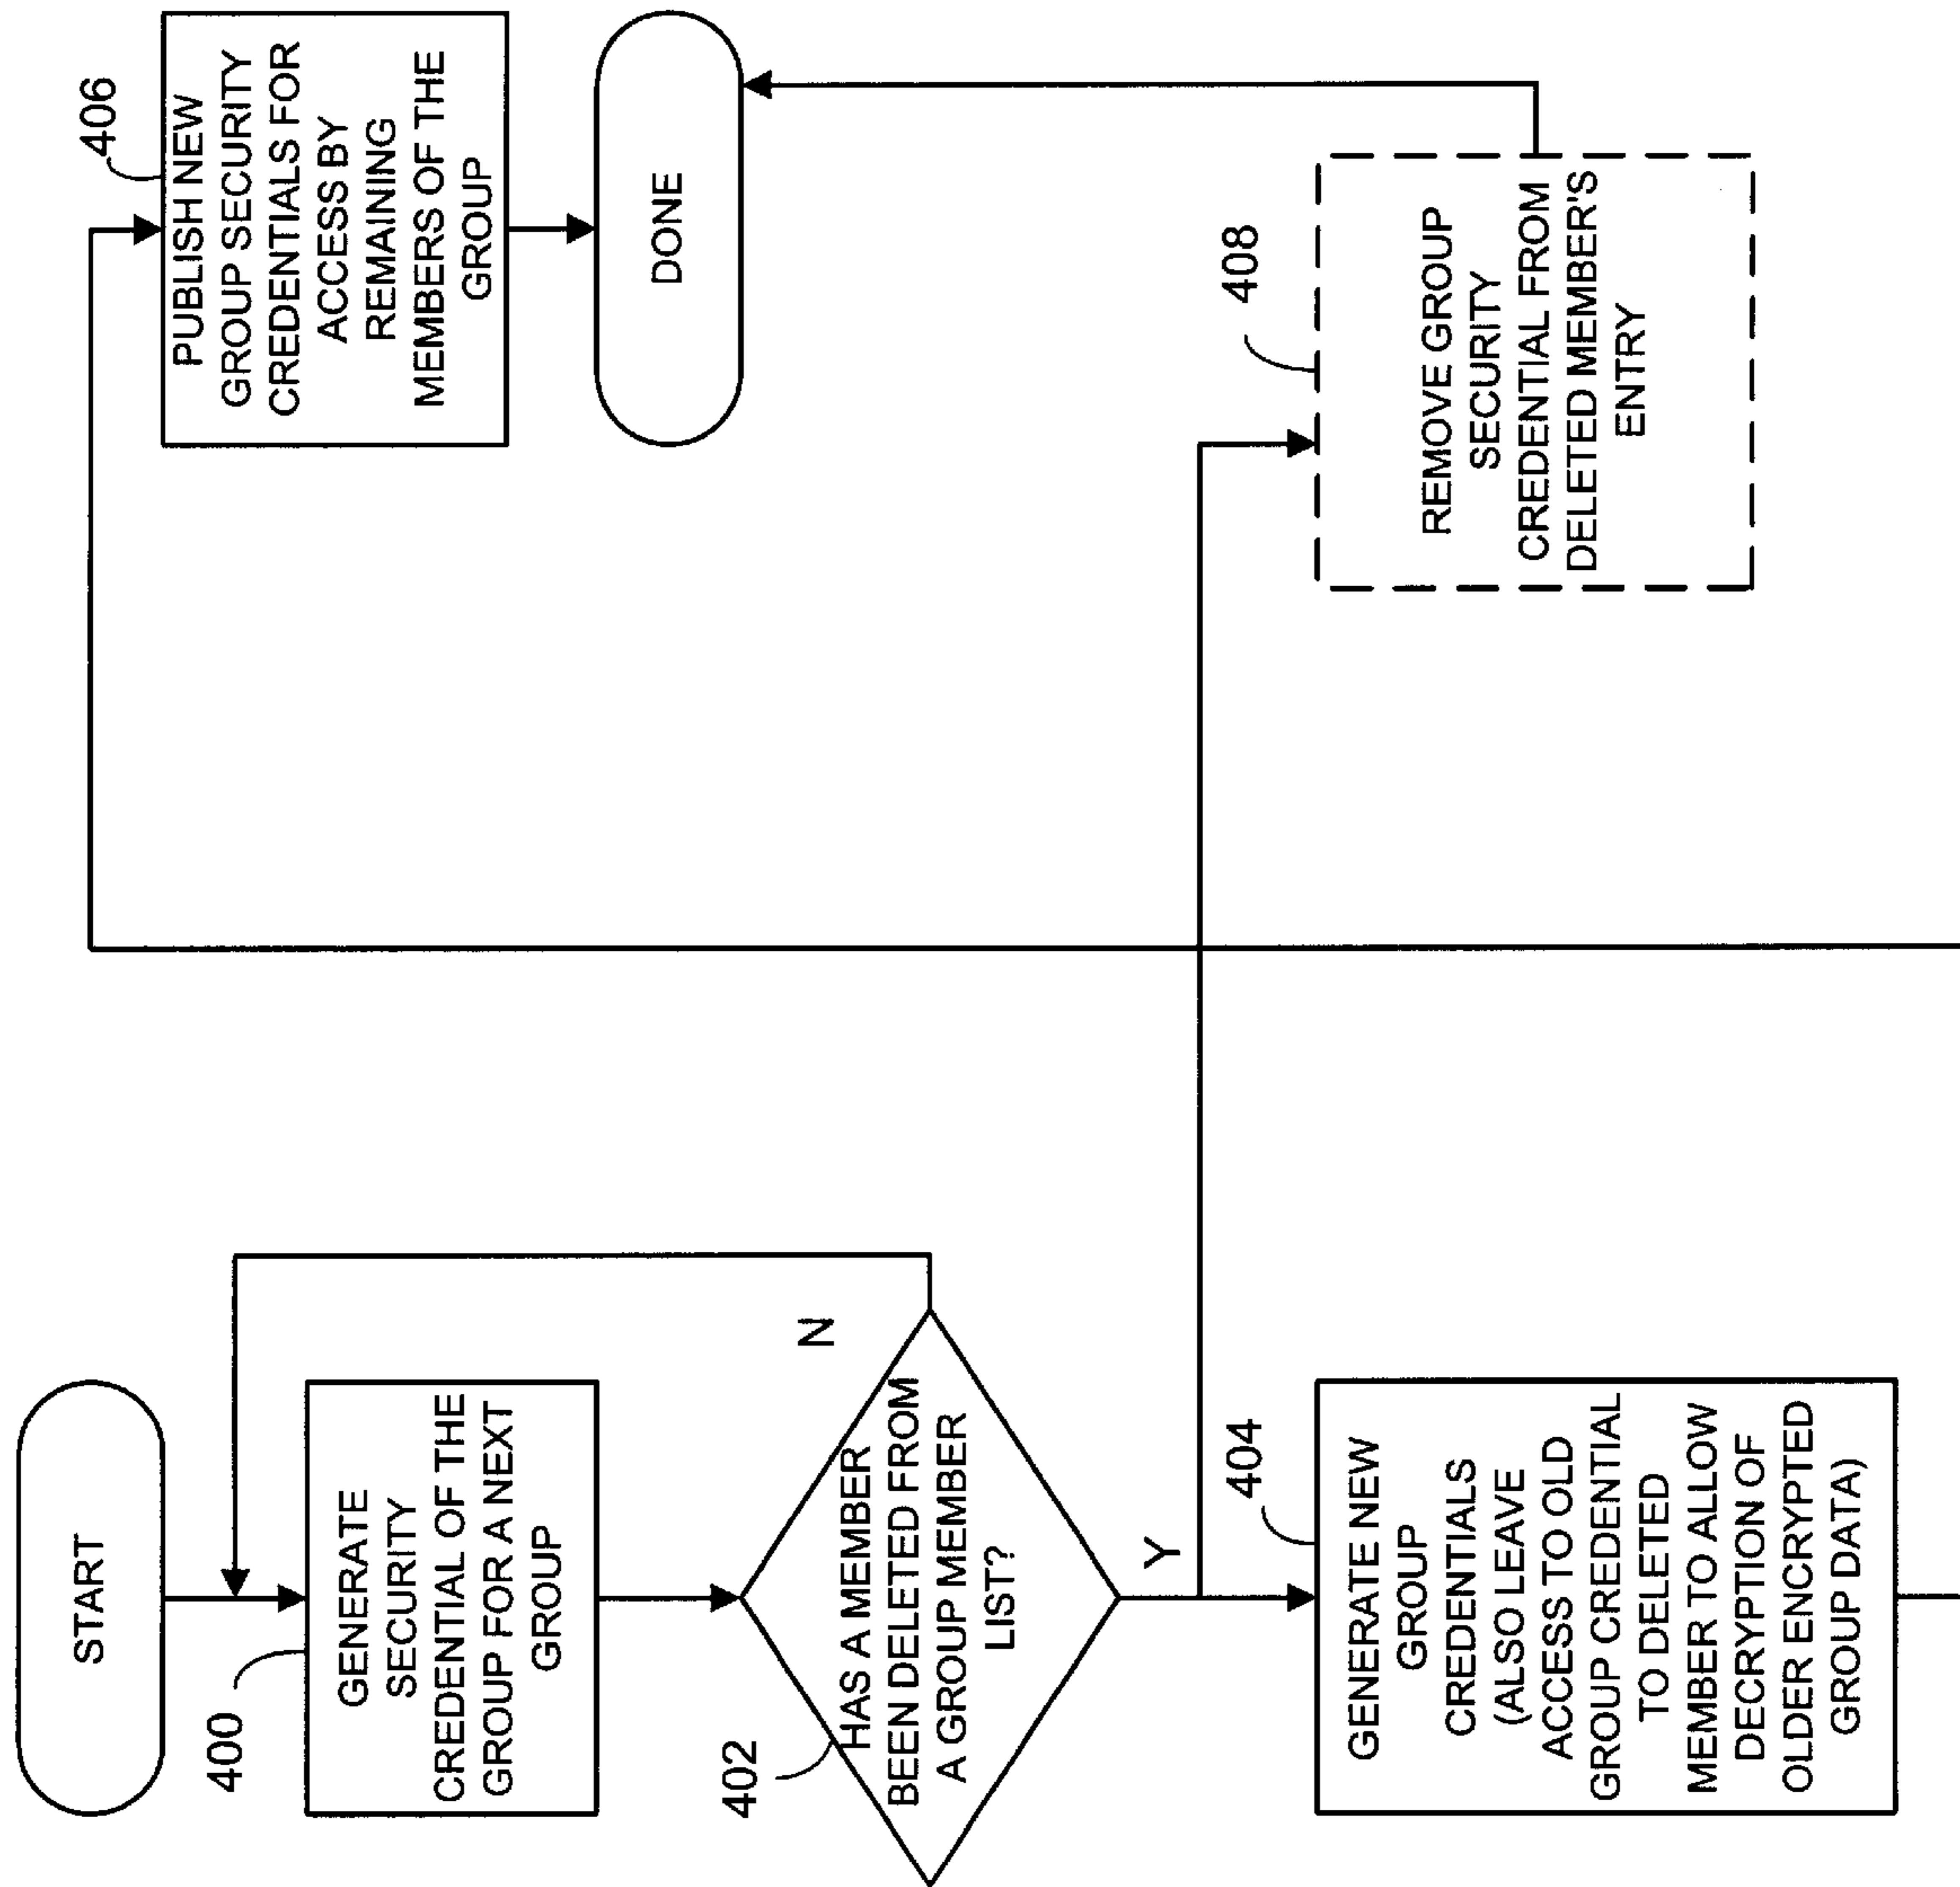 START
400
GENERATE
SECURITY
CREDENTIAL OF THE
GROUP FOR A NEXT
GROUP
402
HAS A MEMBER
BEEN DELETED FROM
A GROUP MEMBER
LIST?
N
Y
404
GENERATE NEW
GROUP
CREDENTIALS
(ALSO LEAVE
ACCESS TO OLD
GROUP CREDENTIAL
TO DELETED
MEMBER TO ALLOW
DECRYPTION OF
OLDER ENCRYPTED
GROUP DATA)
406
PUBLISH NEW
GROUP SECURITY
CREDENTIALS FOR
ACCESS BY
REMAINING
MEMBERS OF THE
GROUP
DONE
408
REMOVE GROUP
SECURITY
CREDENTIAL FROM
DELETED MEMBER'S
ENTRY